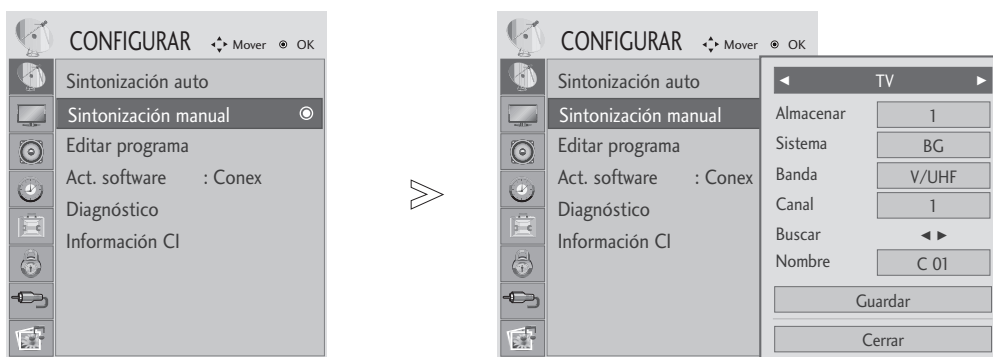 CONFIGURAR Mover OK
Sintonización auto
Sintonización manual
Editar programa
Act. software : Conex
Diagnóstico
Información CI
CONFIGURAR Mover OK
Sintonización auto
Sintonización manual
Editar programa
Act. software : Conex
Diagnóstico
Información CI
◄ TV ►
Almacenar 1
Sistema BG
Banda V/UHF
Canal 1
Buscar ◄ ►
Nombre C 01
Guardar
Cerrar